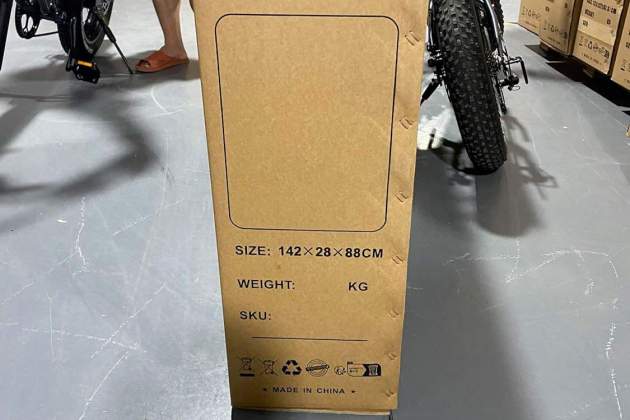 SIZE: 142×28×88CM
WEIGHT: KG
SKU:
★ MADE IN CHINA ★